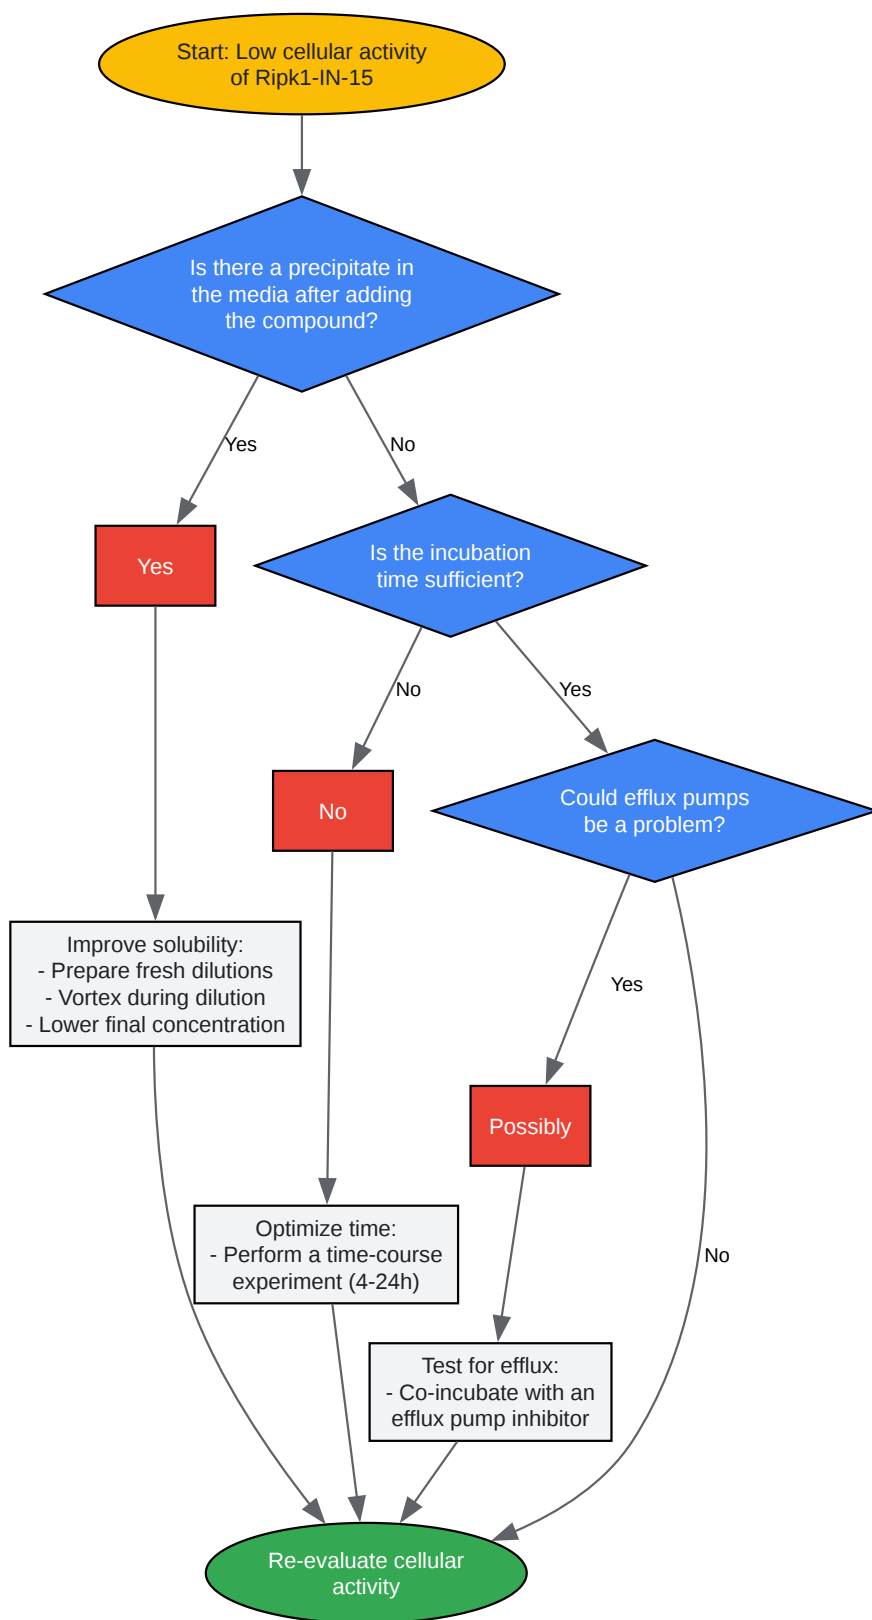 Start: Low cellular activity
of Ripk1-IN-15
Is there a precipitate in
the media after adding
the compound?
Yes
No
Yes
Is the incubation
time sufficient?
No
Yes
No
Could efflux pumps
be a problem?
Improve solubility:
- Prepare fresh dilutions
- Vortex during dilution
- Lower final concentration
Yes
Possibly
Optimize time:
- Perform a time-course
experiment (4-24h)
No
Test for efflux:
- Co-incubate with an
efflux pump inhibitor
Re-evaluate cellular
activity